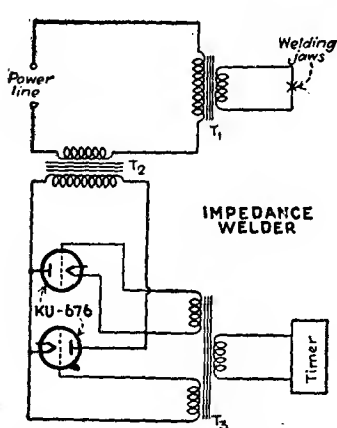 Welding
jaws
Power
line
T1
T2
IMPEDANCE
WELDER
KU-676
Timer
T3